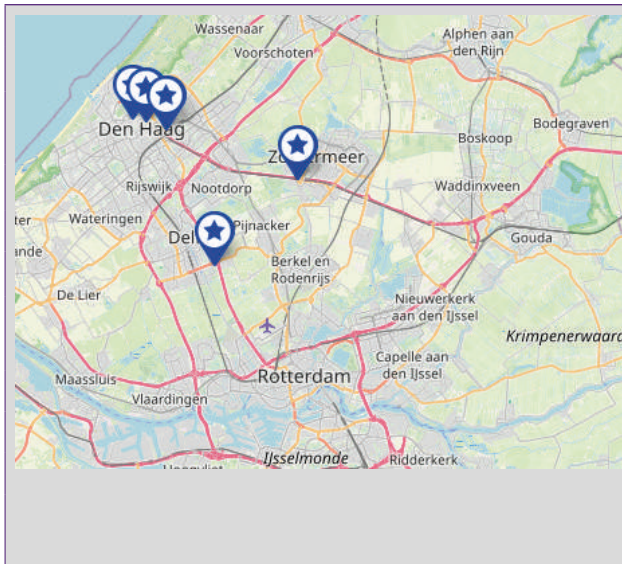 Wassenaar
Alphen aan
den Rijn
Voorschoten
Den Haag
Bodegraven
Boskoop
Rijswijk
Nootdorp
Waddinxveen
Wateringen
Pijnacker
Gouda
Berkel en
Rodenrijs
De Lier
Nieuwerkerk
aan den IJssel
Krimpenerwaard
Capelle aan
den IJssel
Maassluis
Rotterdam
Vlaardingen
IJsselmonde
Ridderkerk